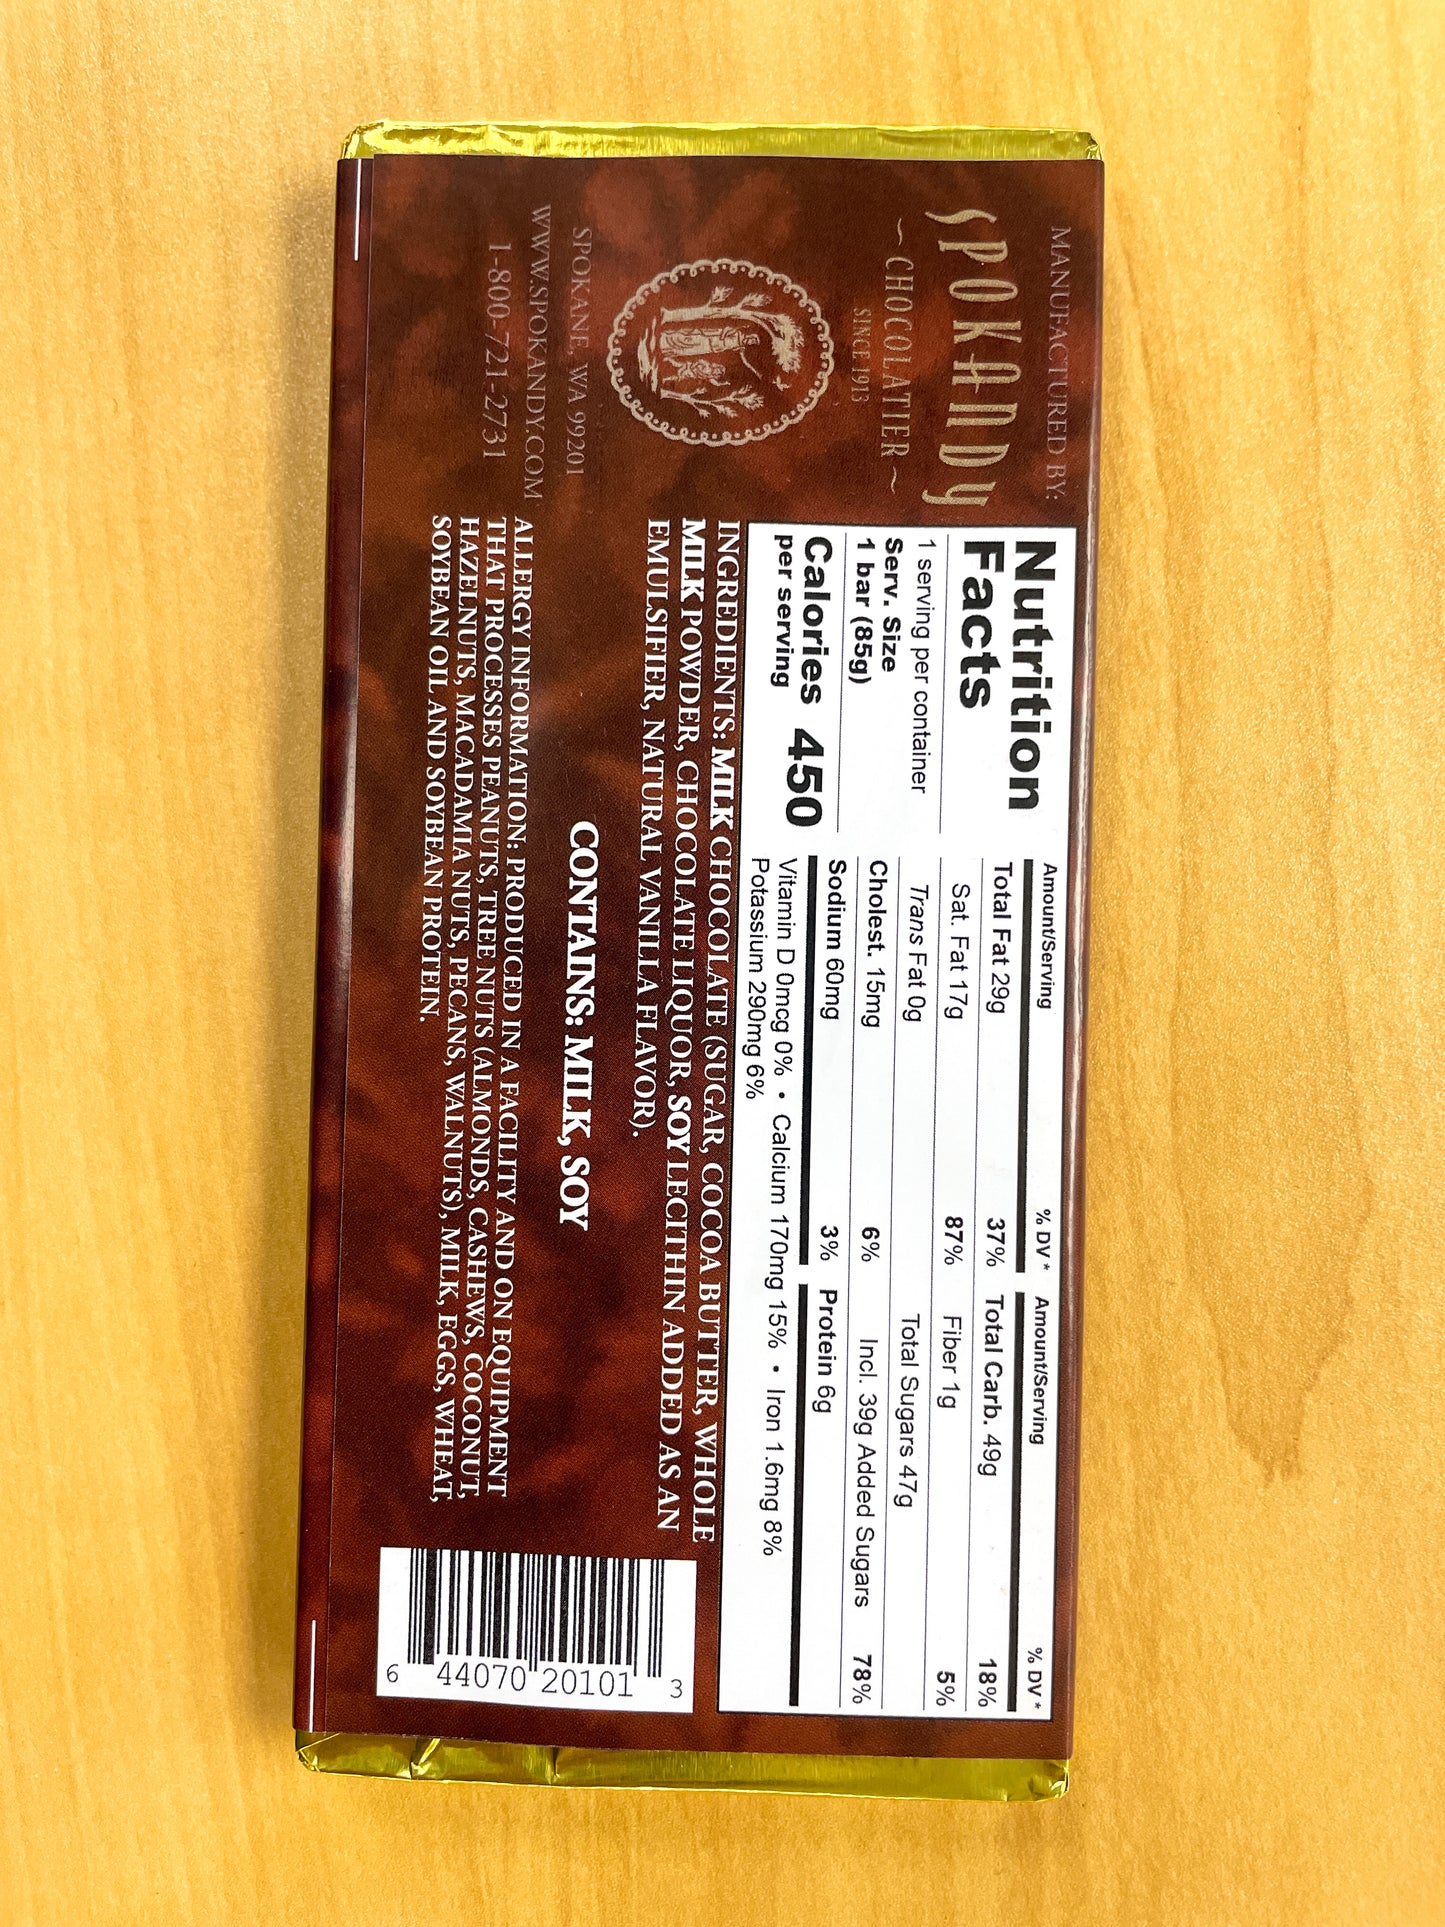 MANUFACTURED BY:
SPOKANDY
~CHOCOLATIER~
SINCE 1913
SPOKANE, WA 99201
WWW.SPOKANDY.COM
1-800-721-2731
Nutrition
Facts
1 serving per container
Serv. Size
1 bar (85g)
Calories 450
per serving
Amount/Serving % DV*
Total Fat 29g 37%
Sat. Fat 17g 87%
Trans Fat 0g
Cholest. 15mg 6%
Sodium 60mg 3%
Amount/Serving % DV*
Total Carb. 49g 18%
Fiber 1g 5%
Total Sugars 47g
Incl. 39g Added Sugars 78%
Protein 6g
Vitamin D 0mcg 0% • Calcium 170mg 15% • Iron 1.6mg 8%
Potassium 290mg 6%
INGREDIENTS: MILK CHOCOLATE (SUGAR, COCOA BUTTER, WHOLE
MILK POWDER, CHOCOLATE LIQUOR, SOY LECITHIN ADDED AS AN
EMULSIFIER, NATURAL VANILLA FLAVOR).
CONTAINS: MILK, SOY
ALLERGY INFORMATION: PRODUCED IN A FACILITY AND ON EQUIPMENT
THAT PROCESSES PEANUTS, TREE NUTS (ALMONDS, CASHEWS, COCONUT,
HAZELNUTS, MACADAMIA NUTS, PECANS, WALNUTS), MILK, EGGS, WHEAT,
SOYBEAN OIL AND SOYBEAN PROTEIN.
6 44070 20101 3